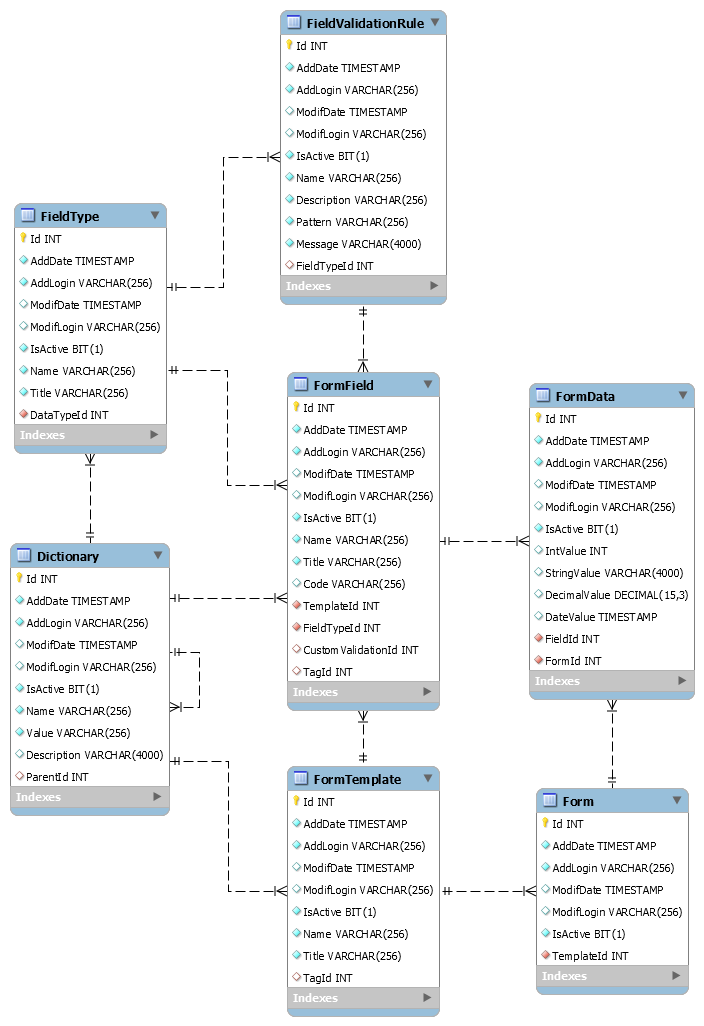 FieldValidationRule
Id INT
AddDate TIMESTAMP
AddLogin VARCHAR(256)
ModifDate TIMESTAMP
ModifLogin VARCHAR(256)
IsActive BIT(1)
Name VARCHAR(256)
Description VARCHAR(256)
Pattern VARCHAR(256)
Message VARCHAR(4000)
FieldTypeId INT
Indexes
FieldType
Id INT
AddDate TIMESTAMP
AddLogin VARCHAR(256)
ModifDate TIMESTAMP
ModifLogin VARCHAR(256)
IsActive BIT(1)
Name VARCHAR(256)
Title VARCHAR(256)
DataTypeId INT
Indexes
FormField
Id INT
AddDate TIMESTAMP
AddLogin VARCHAR(256)
ModifDate TIMESTAMP
ModifLogin VARCHAR(256)
IsActive BIT(1)
Name VARCHAR(256)
Title VARCHAR(256)
Code VARCHAR(256)
TemplateId INT
FieldTypeId INT
CustomValidationId INT
TagId INT
Indexes
FormData
Id INT
AddDate TIMESTAMP
AddLogin VARCHAR(256)
ModifDate TIMESTAMP
ModifLogin VARCHAR(256)
IsActive BIT(1)
IntValue INT
StringValue VARCHAR(4000)
DecimalValue DECIMAL(15,3)
DateValue TIMESTAMP
FieldId INT
FormId INT
Indexes
Dictionary
Id INT
AddDate TIMESTAMP
AddLogin VARCHAR(256)
ModifDate TIMESTAMP
ModifLogin VARCHAR(256)
IsActive BIT(1)
Name VARCHAR(256)
Value VARCHAR(256)
Description VARCHAR(4000)
ParentId INT
Indexes
FormTemplate
Id INT
AddDate TIMESTAMP
AddLogin VARCHAR(256)
ModifDate TIMESTAMP
ModifLogin VARCHAR(256)
IsActive BIT(1)
Name VARCHAR(256)
Title VARCHAR(256)
TagId INT
Indexes
Form
Id INT
AddDate TIMESTAMP
AddLogin VARCHAR(256)
ModifDate TIMESTAMP
ModifLogin VARCHAR(256)
IsActive BIT(1)
TemplateId INT
Indexes